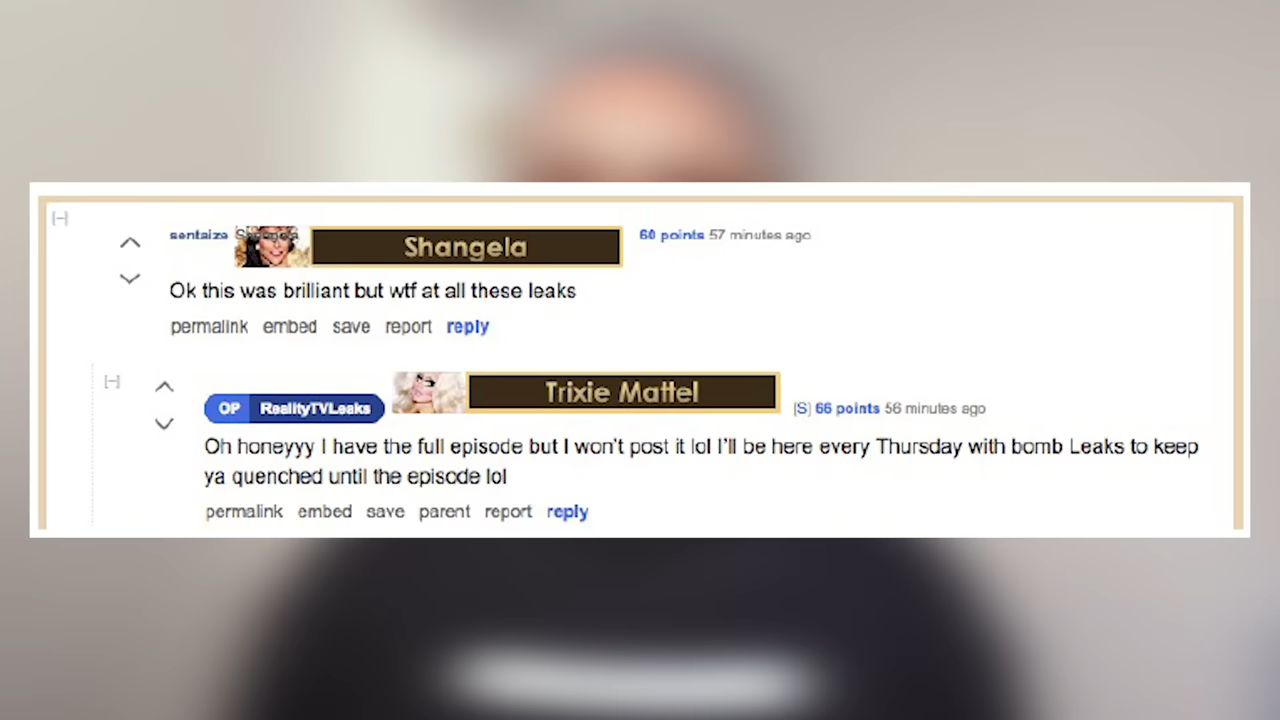 [-]
sentaize Shangela Shangela 60 points 57 minutes ago
Ok this was brilliant but wtf at all these leaks
permalink embed save report reply
[-]
OP RealityTVLeaks Trixie Mattel [S] 66 points 56 minutes ago
Oh honeyyy I have the full episode but I won't post it lol I'll be here every Thursday with bomb Leaks to keep
ya quenched until the episode lol
permalink embed save parent report reply